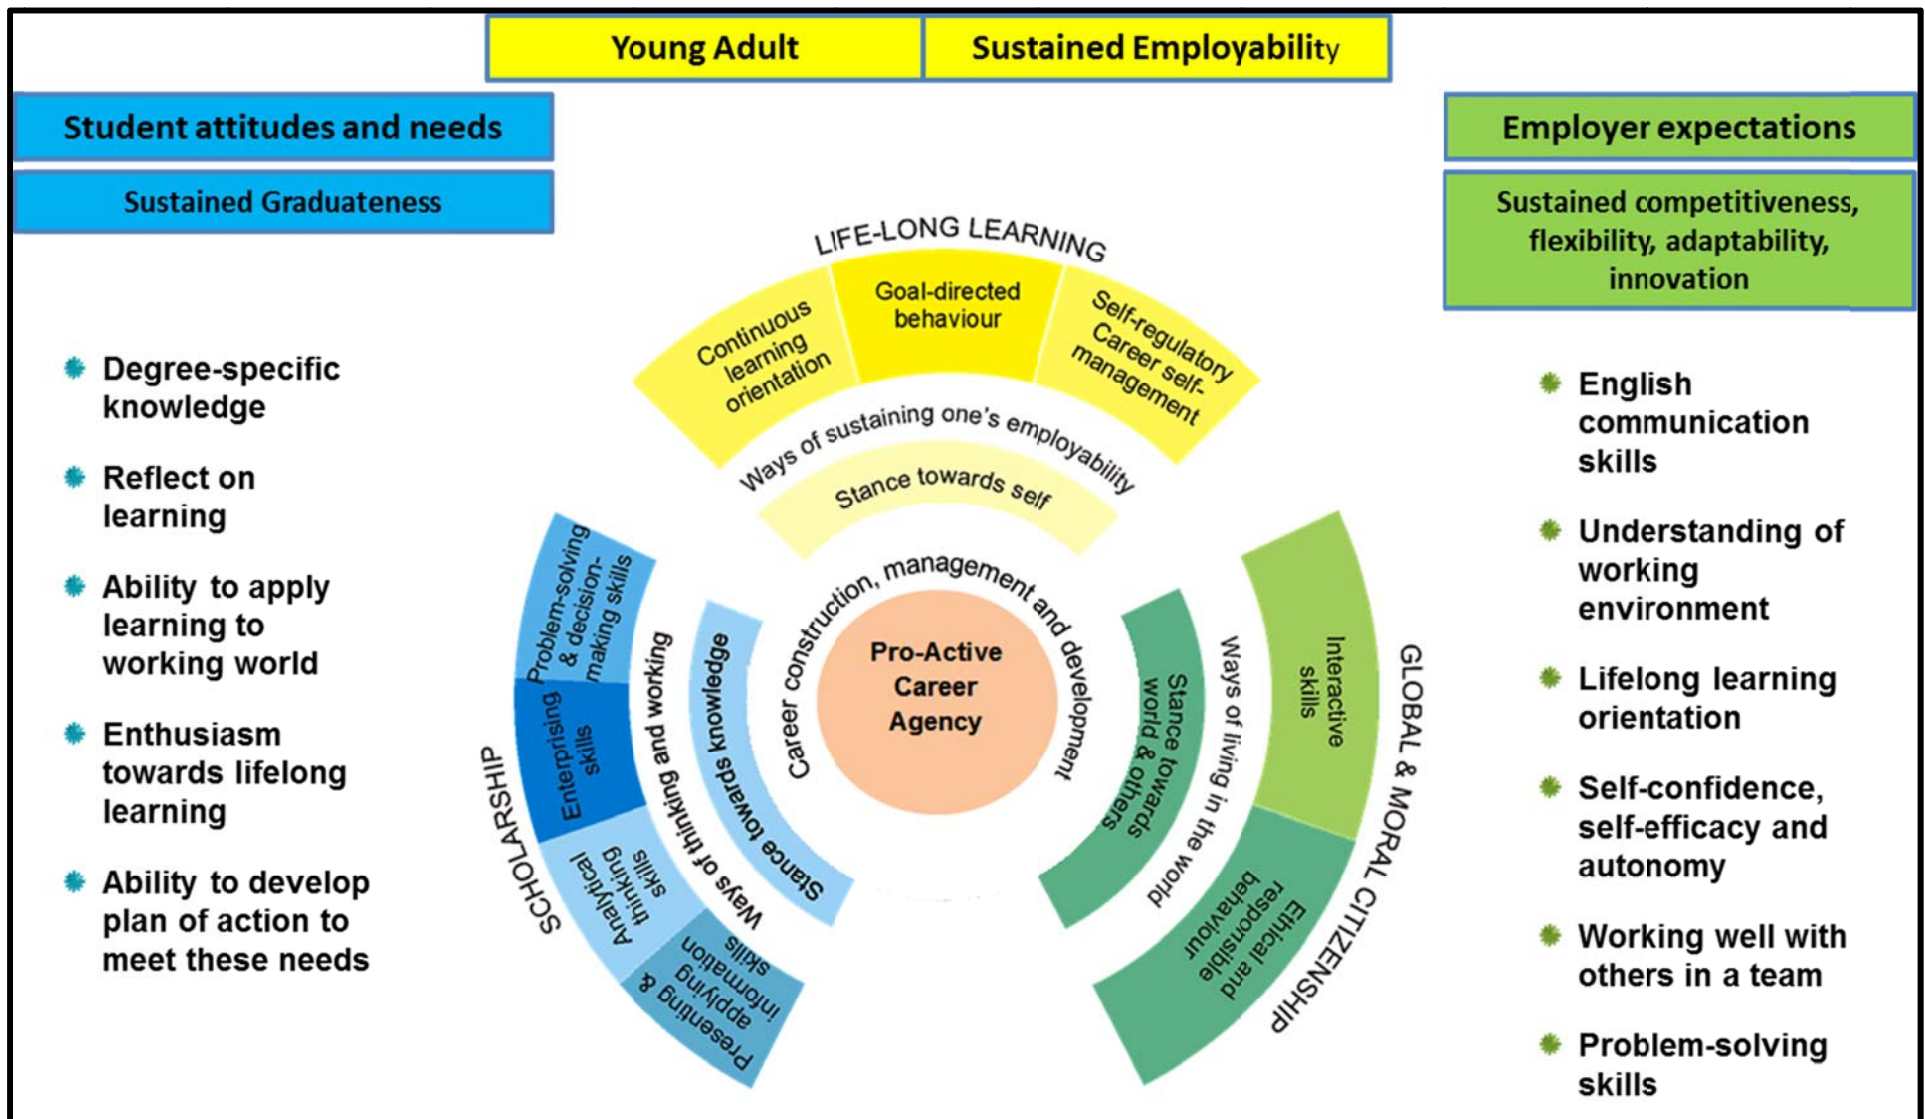 Young Adult
Sustained Employability
Student attitudes and needs
Sustained Graduateness
Degree-specific
knowledge
Reflect on
learning
Ability to apply
learning to
working world
Enthusiasm
towards lifelong
learning
Ability to develop
plan of action to
meet these needs
LIFE-LONG LEARNING
Continuous
learning
orientation
Goal-directed
behaviour
Self-regulatory
Career self-
management
Ways of sustaining one's employability
Stance towards self
Career construction, management and development
Pro-Active
Career
Agency
SCHOLARSHIP
Problem-solving
& decision-
making skills
Enterprising
skills
Analytical
thinking
skills
Presenting &
applying
information
skills
Ways of thinking and working
Stance towards knowledge
Stance towards
world & others
Ways of living in the world
Interactive
skills
Ethical and
responsible
behaviour
GLOBAL & MORAL CITIZENSHIP
Employer expectations
Sustained competitiveness,
flexibility, adaptability,
innovation
English
communication
skills
Understanding of
working
environment
Lifelong learning
orientation
Self-confidence,
self-efficacy and
autonomy
Working well with
others in a team
Problem-solving
skills